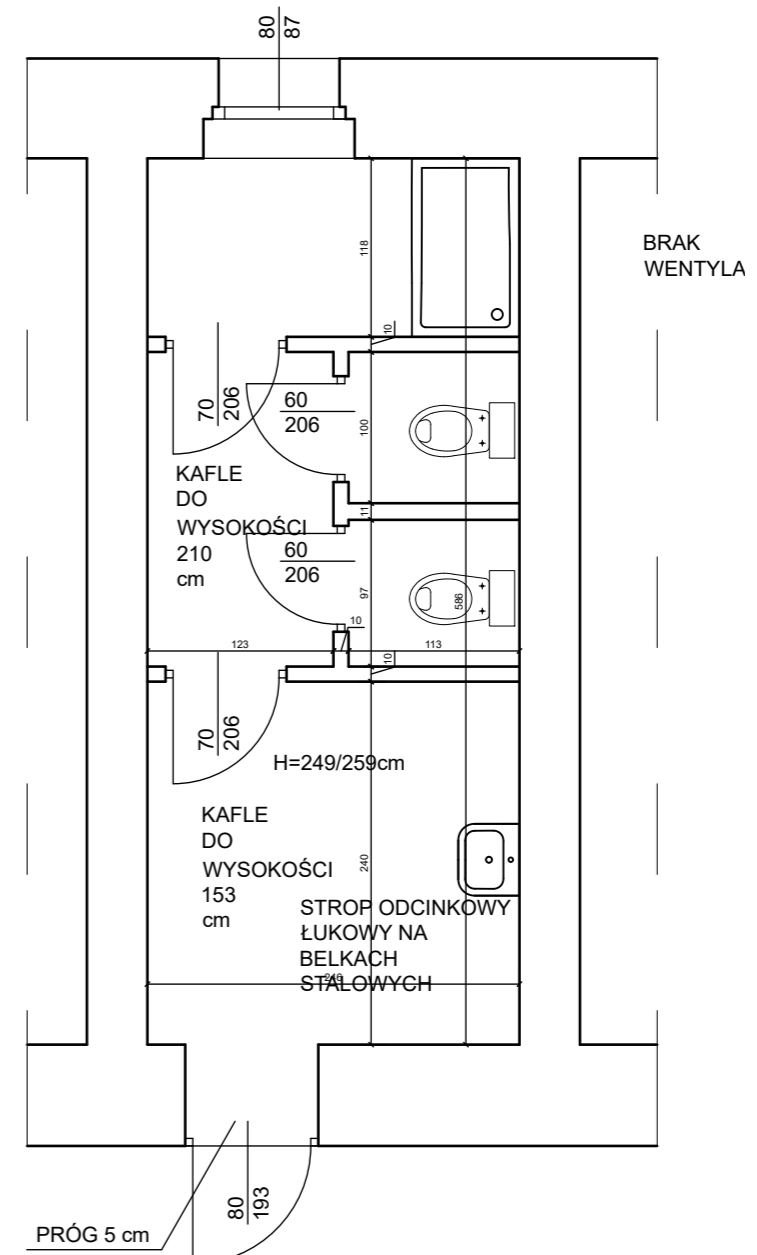 80
87
BRAK
WENTYLA
118
10
70
206
60
206
100
KAFLE
DO
WYSOKOŚCI
210
cm
11
60
206
97
586
10
123
113
10
70
206
H=249/259cm
KAFLE
DO
WYSOKOŚCI
153
cm
240
STROP ODCINKOWY
ŁUKOWY NA
BELKACH
STALOWYCH
246
80
193
PRÓG 5 cm